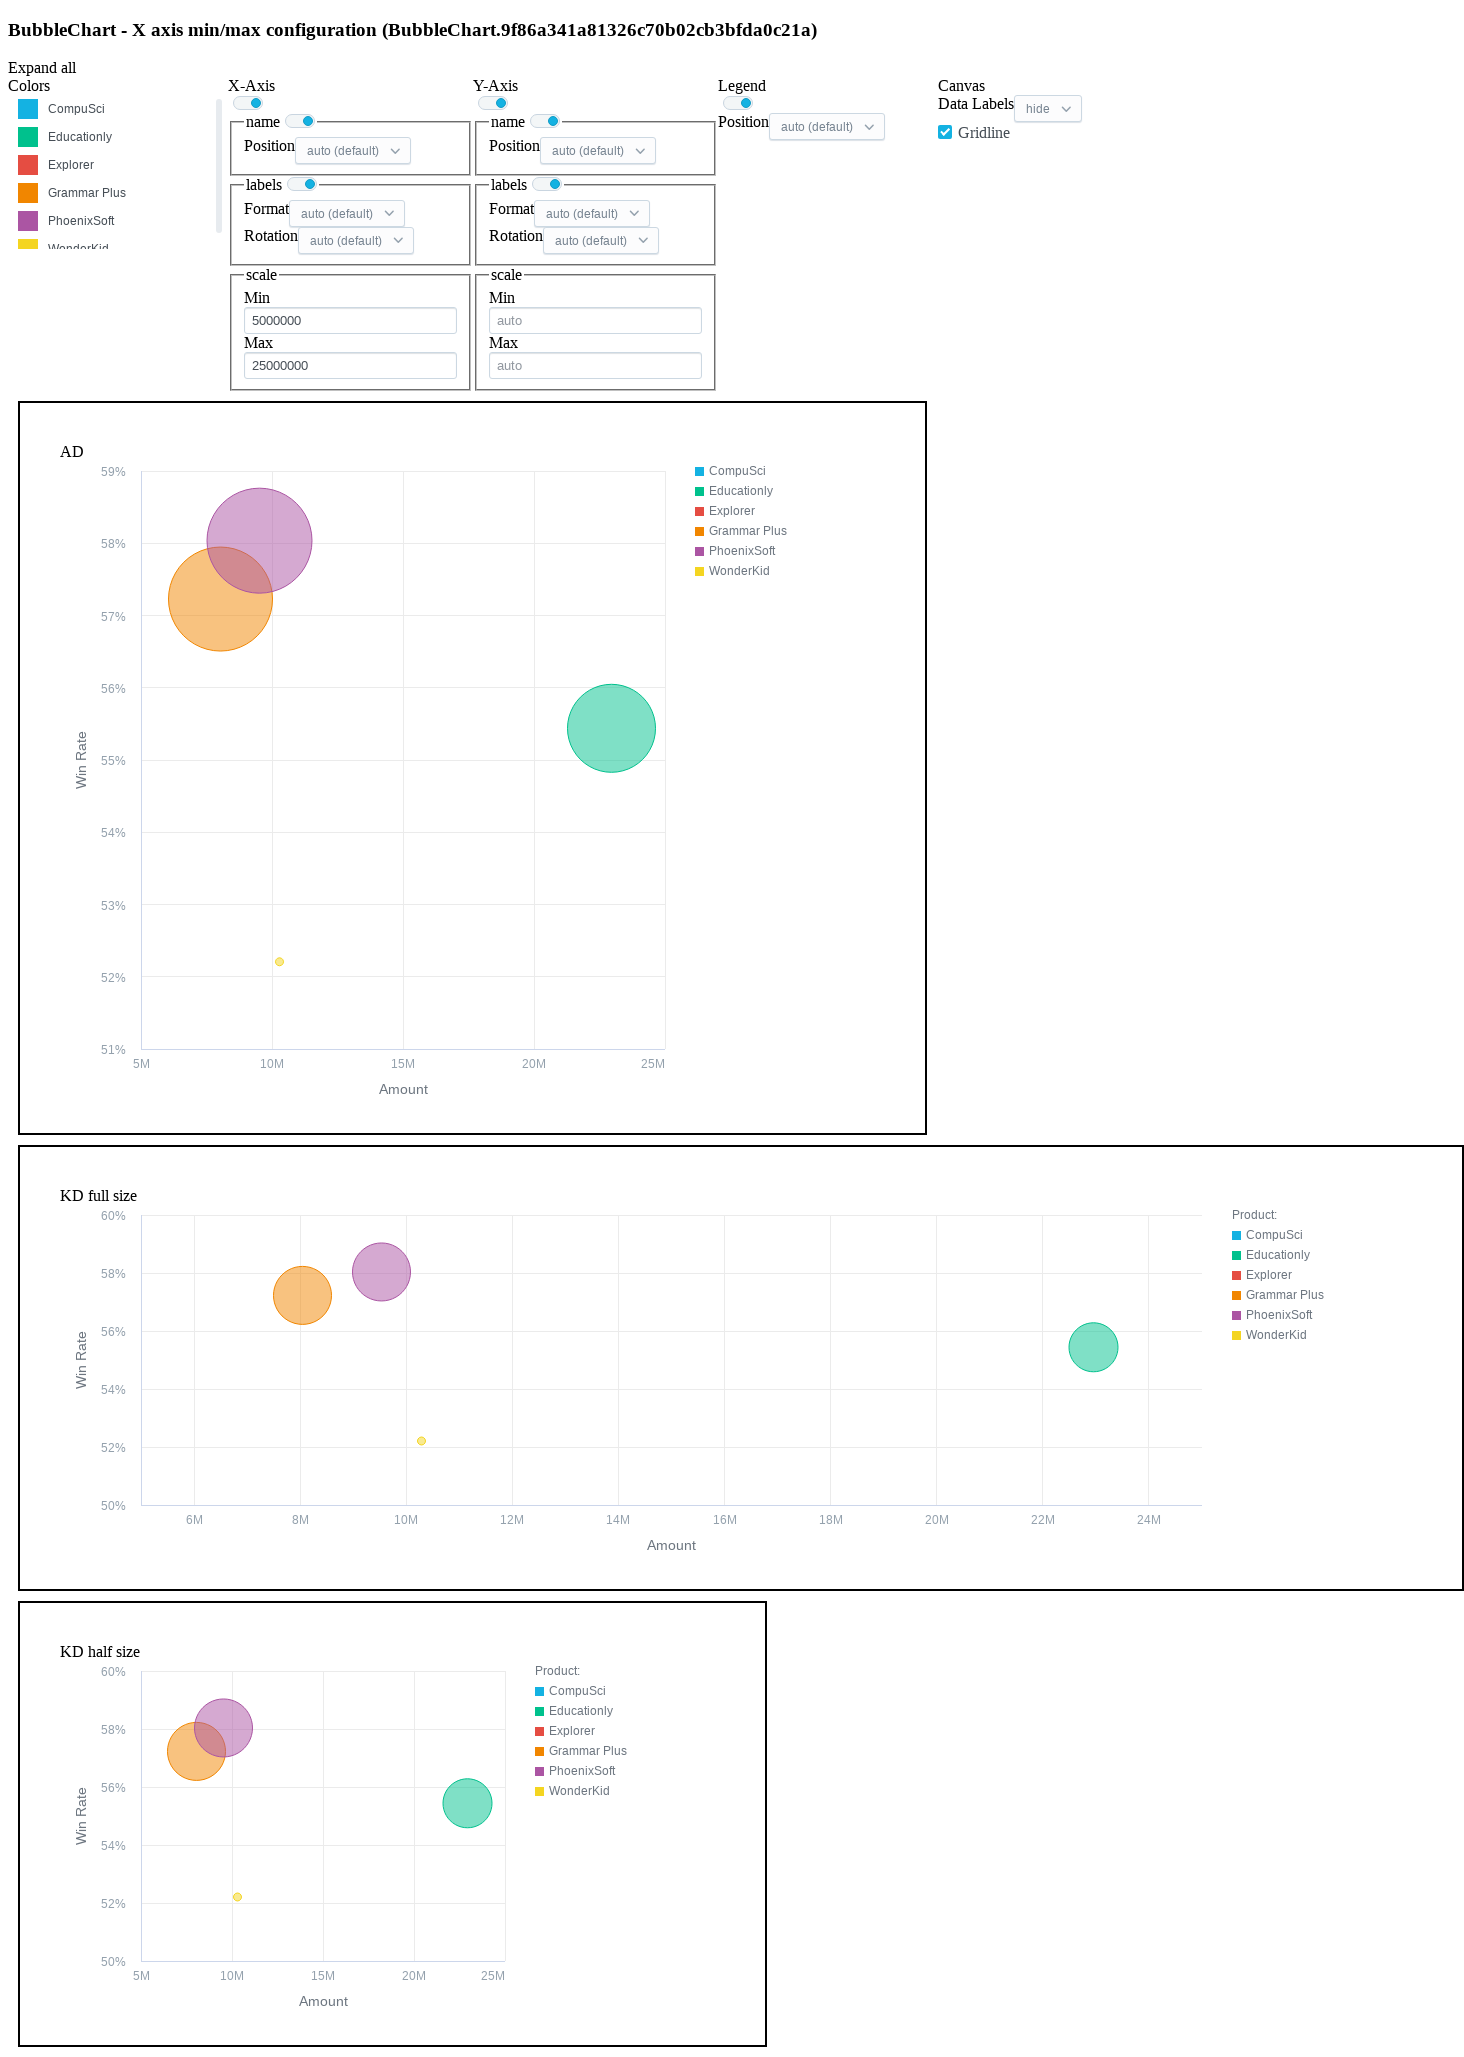 BubbleChart - X axis min/max configuration (BubbleChart.9f86a341a81326c70b02cb3bfda0c21a)
Expand all
Colors
CompuSci
Educationly
Explorer
Grammar Plus
PhoenixSoft
WonderKid
X-Axis
name
Position auto (default)
labels
Format auto (default)
Rotation auto (default)
scale
Min
5000000
Max
25000000
Y-Axis
name
Position auto (default)
labels
Format auto (default)
Rotation auto (default)
scale
Min
auto
Max
auto
Legend
Position auto (default)
Canvas
Data Labels hide
Gridline
AD
59%
58%
57%
56%
55%
54%
53%
52%
51%
Win Rate
5M 10M 15M 20M 25M
Amount
CompuSci
Educationly
Explorer
Grammar Plus
PhoenixSoft
WonderKid
KD full size
60%
58%
56%
54%
52%
50%
Win Rate
6M 8M 10M 12M 14M 16M 18M 20M 22M 24M
Amount
Product:
CompuSci
Educationly
Explorer
Grammar Plus
PhoenixSoft
WonderKid
KD half size
60%
58%
56%
54%
52%
50%
Win Rate
5M 10M 15M 20M 25M
Amount
Product:
CompuSci
Educationly
Explorer
Grammar Plus
PhoenixSoft
WonderKid